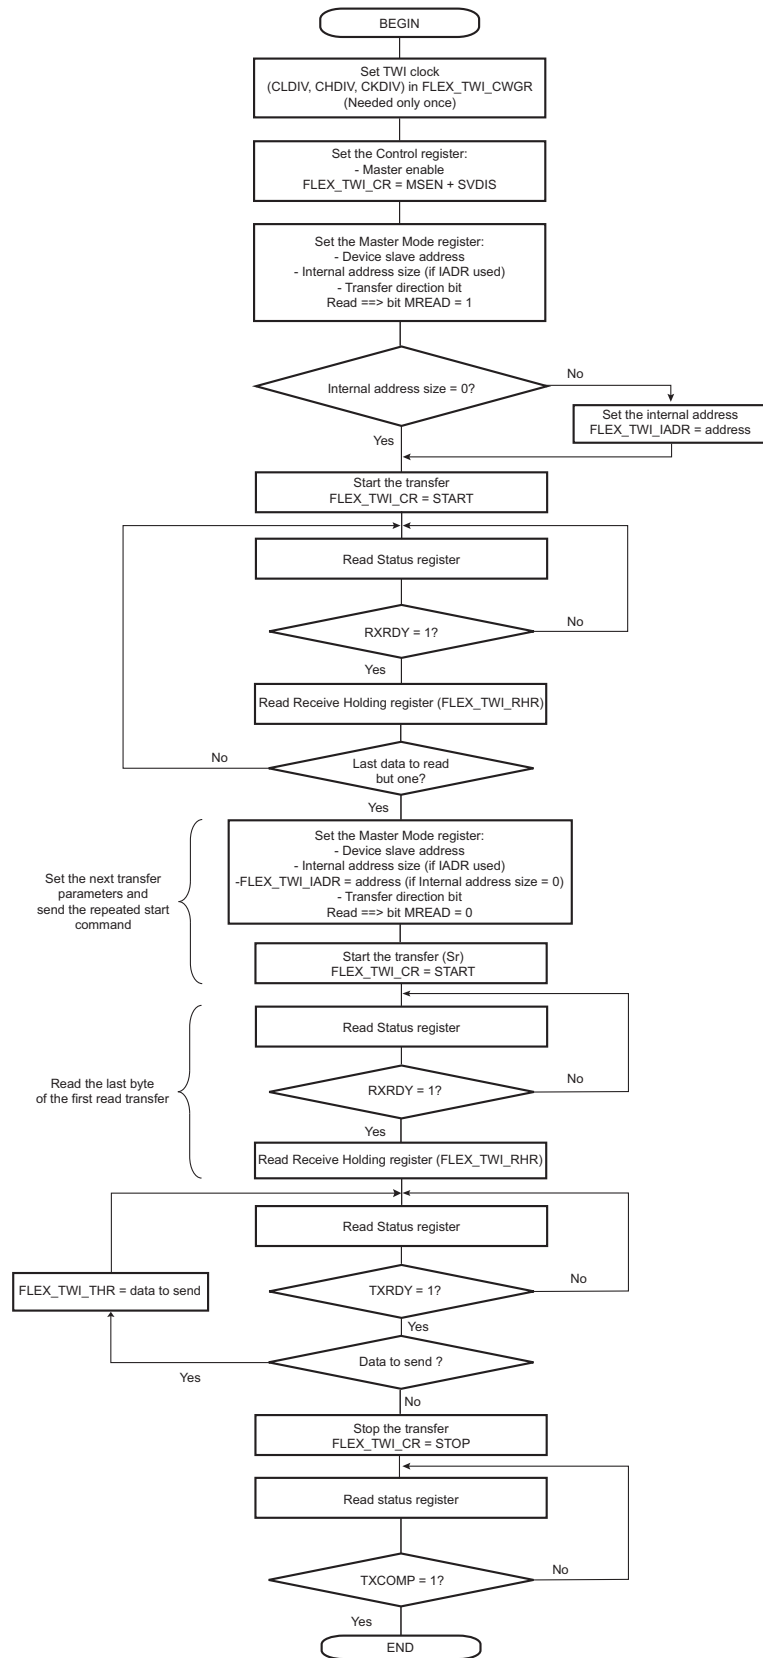 BEGIN
Set TWI clock
(CLDIV, CHDIV, CKDIV) in FLEX_TWI_CWGR
(Needed only once)
Set the Control register:
- Master enable
FLEX_TWI_CR = MSEN + SVDIS
Set the Master Mode register:
- Device slave address
- Internal address size (if IADR used)
- Transfer direction bit
Read ==> bit MREAD = 1
Internal address size = 0?
No
Set the internal address
FLEX_TWI_IADR = address
Yes
Start the transfer
FLEX_TWI_CR = START
Read Status register
RXRDY = 1?
No
Yes
Read Receive Holding register (FLEX_TWI_RHR)
Last data to read
but one?
No
Yes
Set the next transfer
parameters and
send the repeated start
command
Set the Master Mode register:
- Device slave address
- Internal address size (if IADR used)
-FLEX_TWI_IADR = address (if Internal address size = 0)
- Transfer direction bit
Read ==> bit MREAD = 0
Start the transfer (Sr)
FLEX_TWI_CR = START
Read the last byte
of the first read transfer
Read Status register
RXRDY = 1?
No
Yes
Read Receive Holding register (FLEX_TWI_RHR)
Read Status register
FLEX_TWI_THR = data to send
TXRDY = 1?
No
Yes
Data to send ?
Yes
No
Stop the transfer
FLEX_TWI_CR = STOP
Read status register
TXCOMP = 1?
No
Yes
END